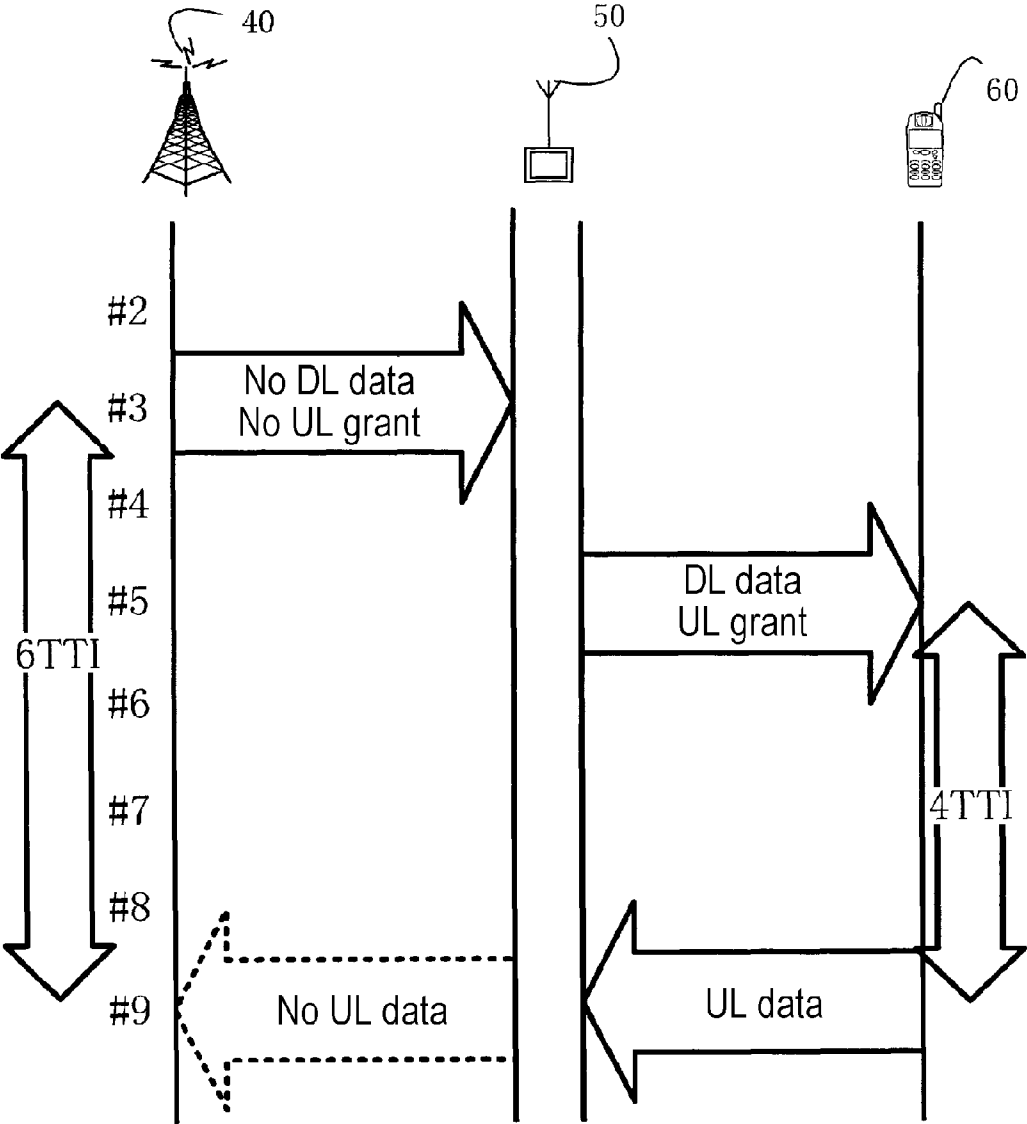 40
50
60
#2
No DL data
#3
No UL grant
#4
DL data
#5
UL grant
6TTI
#6
#7
4TTI
#8
#9
No UL data
UL data